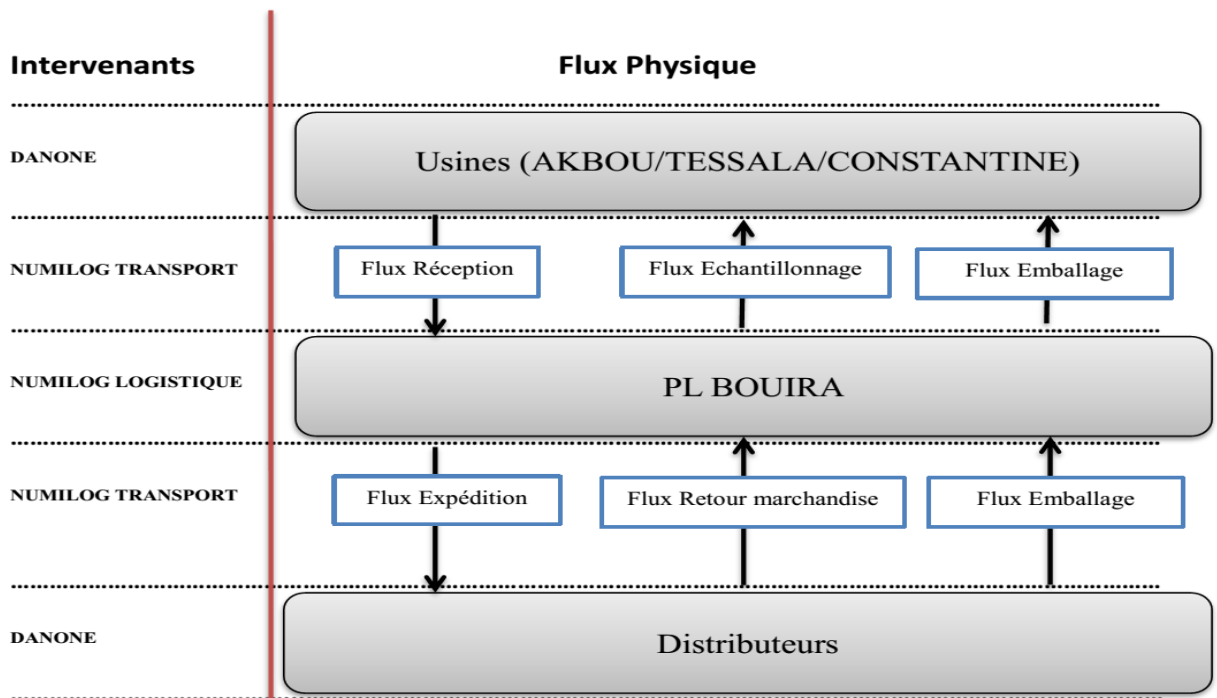 Intervenants
Flux Physique
DANONE
Usines (AKBOU/TESSALA/CONSTANTINE)
NUMILOG TRANSPORT
Flux Réception
Flux Echantillonnage
Flux Emballage
NUMILOG LOGISTIQUE
PL BOUIRA
NUMILOG TRANSPORT
Flux Expédition
Flux Retour marchandise
Flux Emballage
DANONE
Distributeurs